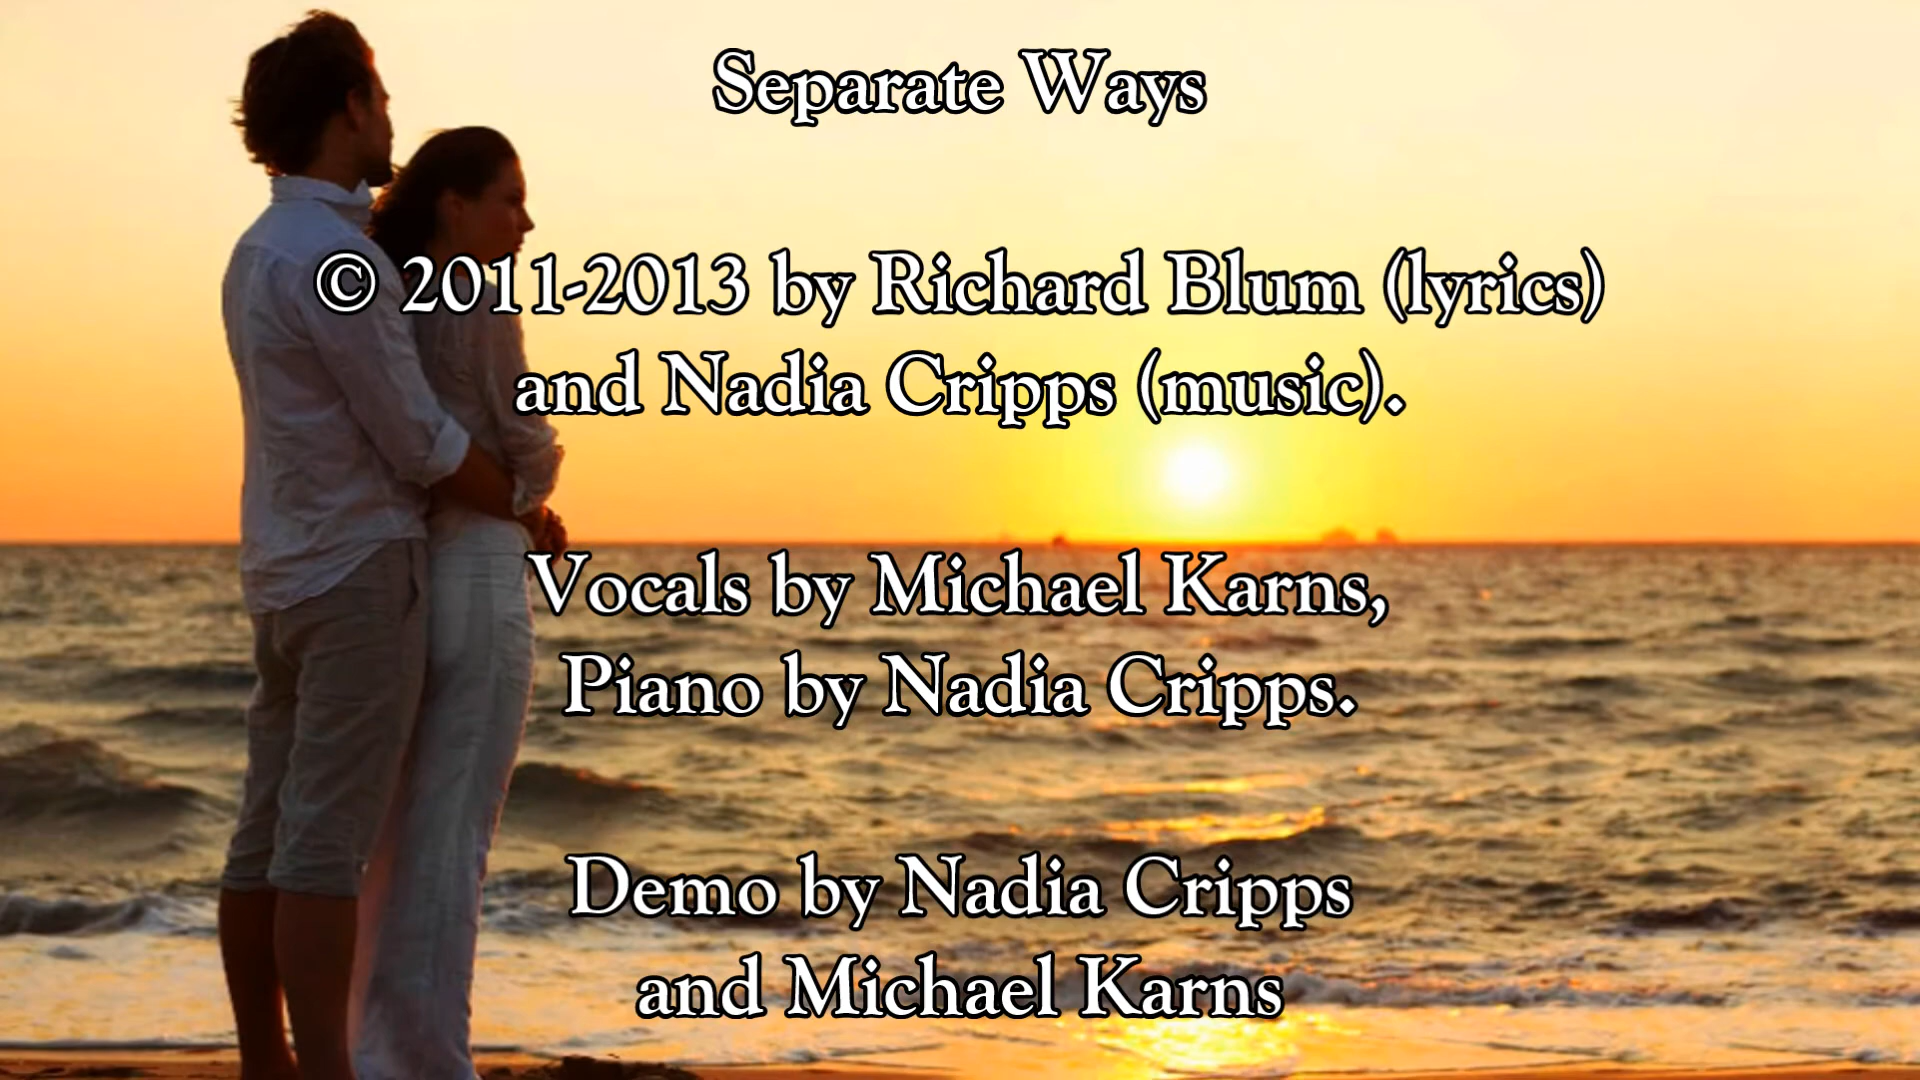 Separate Ways
© 2011-2013 by Richard Blum (lyrics)
and Nadia Cripps (music).
Vocals by Michael Karns,
Piano by Nadia Cripps.
Demo by Nadia Cripps
and Michael Karns